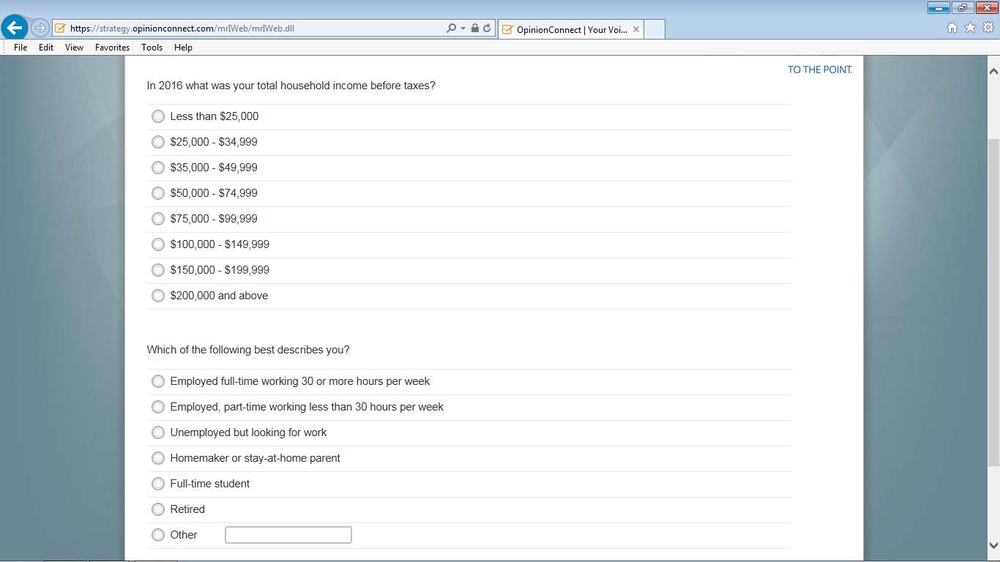 https://strategy.opinionconnect.com/mrIWeb/mrIWeb.dll
OpinionConnect | Your Voi...
File Edit View Favorites Tools Help
TO THE POINT.
In 2016 what was your total household income before taxes?
Less than $25,000
$25,000 - $34,999
$35,000 - $49,999
$50,000 - $74,999
$75,000 - $99,999
$100,000 - $149,999
$150,000 - $199,999
$200,000 and above
Which of the following best describes you?
Employed full-time working 30 or more hours per week
Employed, part-time working less than 30 hours per week
Unemployed but looking for work
Homemaker or stay-at-home parent
Full-time student
Retired
Other